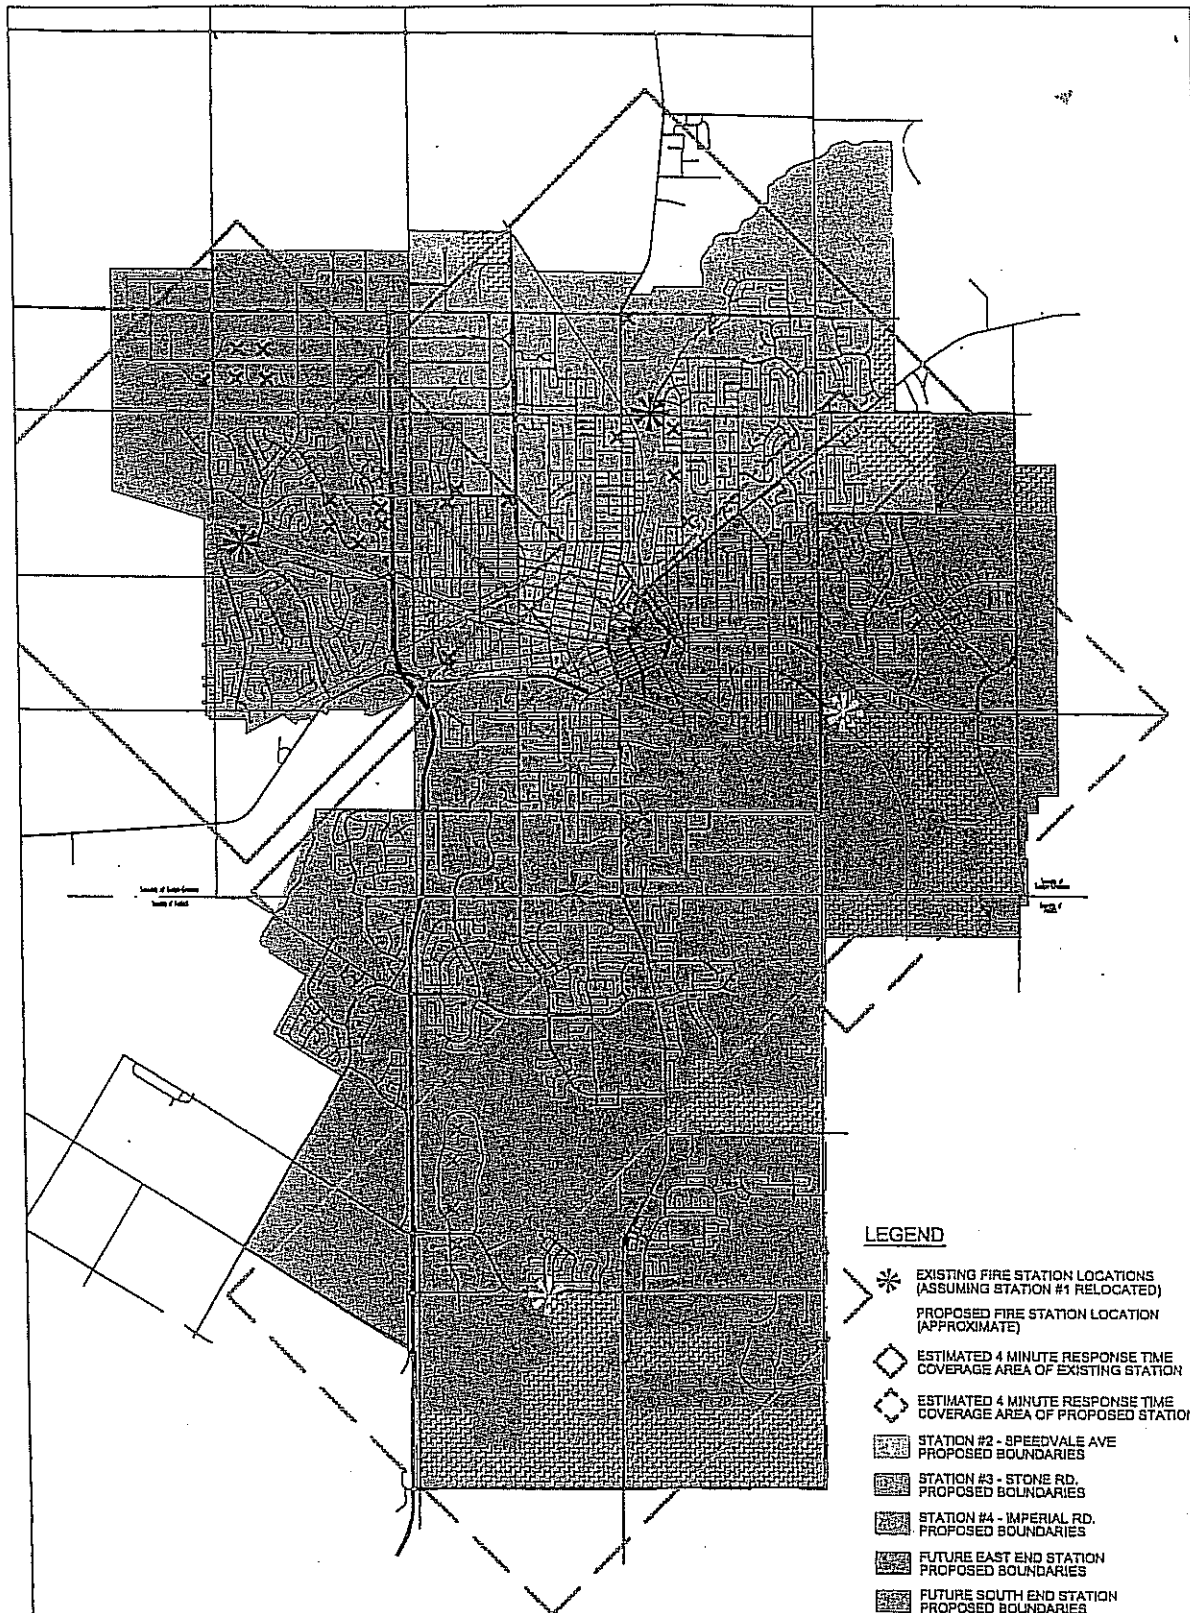 LEGEND
EXISTING FIRE STATION LOCATIONS
(ASSUMING STATION #1 RELOCATED)
PROPOSED FIRE STATION LOCATION
(APPROXIMATE)
ESTIMATED 4 MINUTE RESPONSE TIME
COVERAGE AREA OF EXISTING STATION
ESTIMATED 4 MINUTE RESPONSE TIME
COVERAGE AREA OF PROPOSED STATION
STATION #2 - SPEEDVALE AVE
PROPOSED BOUNDARIES
STATION #3 - STONE RD.
PROPOSED BOUNDARIES
STATION #4 - IMPERIAL RD.
PROPOSED BOUNDARIES
FUTURE EAST END STATION
PROPOSED BOUNDARIES
FUTURE SOUTH END STATION
PROPOSED BOUNDARIES